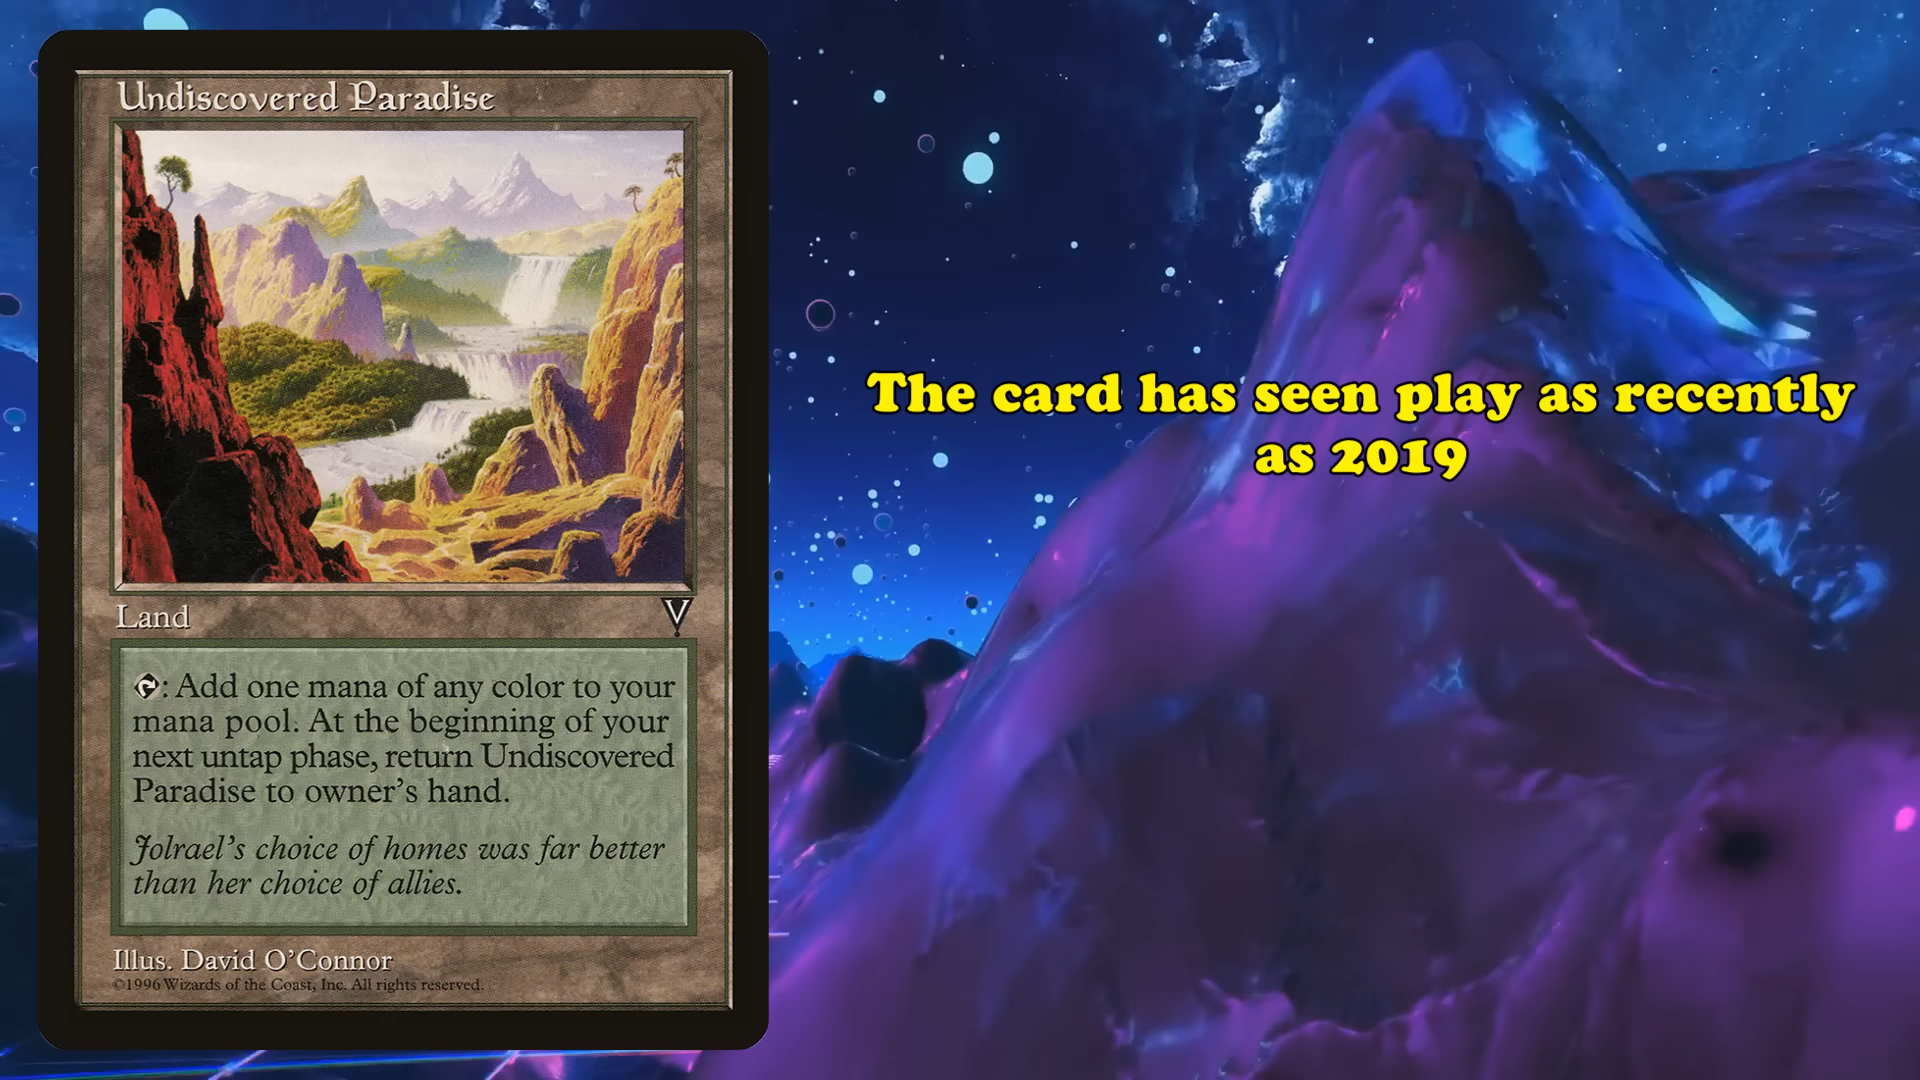 Undiscovered Paradise
The card has seen play as recently
as 2019
Land
V
: Add one mana of any color to your
mana pool. At the beginning of your
next untap phase, return Undiscovered
Paradise to owner's hand.
Jolrael's choice of homes was far better
than her choice of allies.
Illus. David O'Connor
©1996 Wizards of the Coast, Inc. All rights reserved.